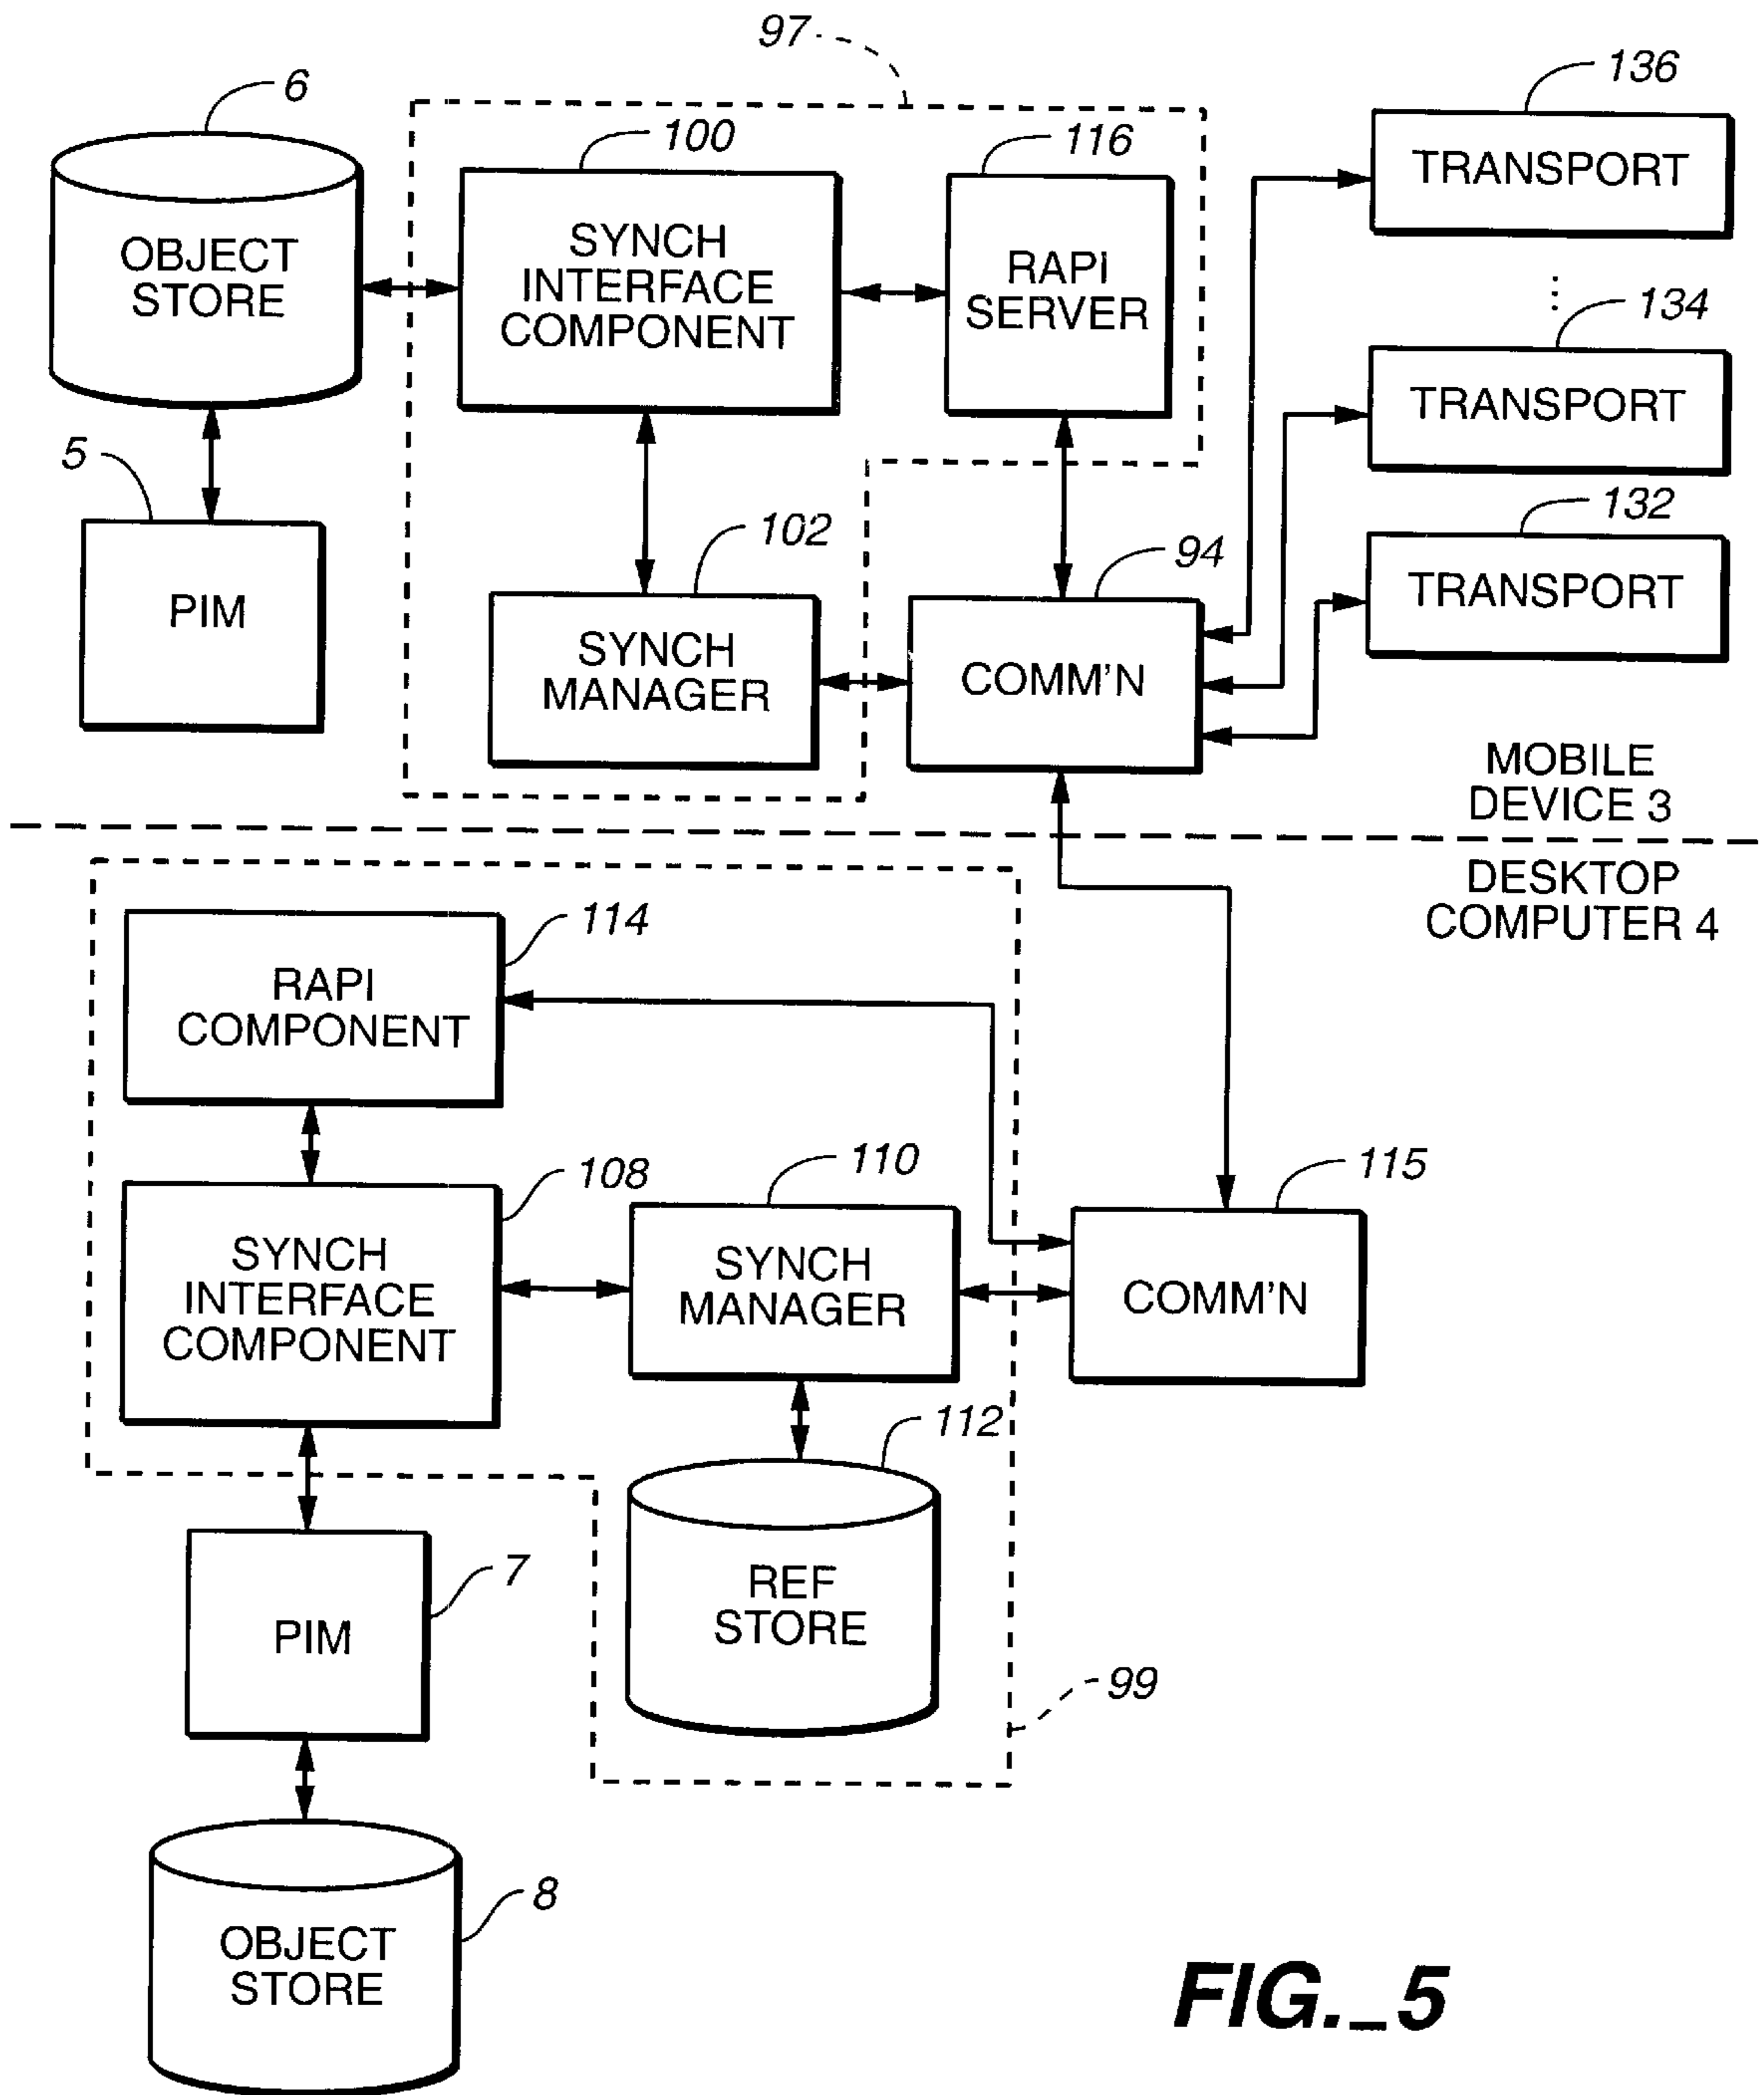 97
136
6
100
116
TRANSPORT
OBJECT
STORE
SYNCH
INTERFACE
COMPONENT
RAPI
SERVER
134
TRANSPORT
5
132
102
94
TRANSPORT
PIM
SYNCH
MANAGER
COMM'N
MOBILE
DEVICE 3
DESKTOP
COMPUTER 4
114
RAPI
COMPONENT
108
110
115
SYNCH
INTERFACE
COMPONENT
SYNCH
MANAGER
COMM'N
112
7
REF
STORE
PIM
99
8
OBJECT
STORE
FIG._5